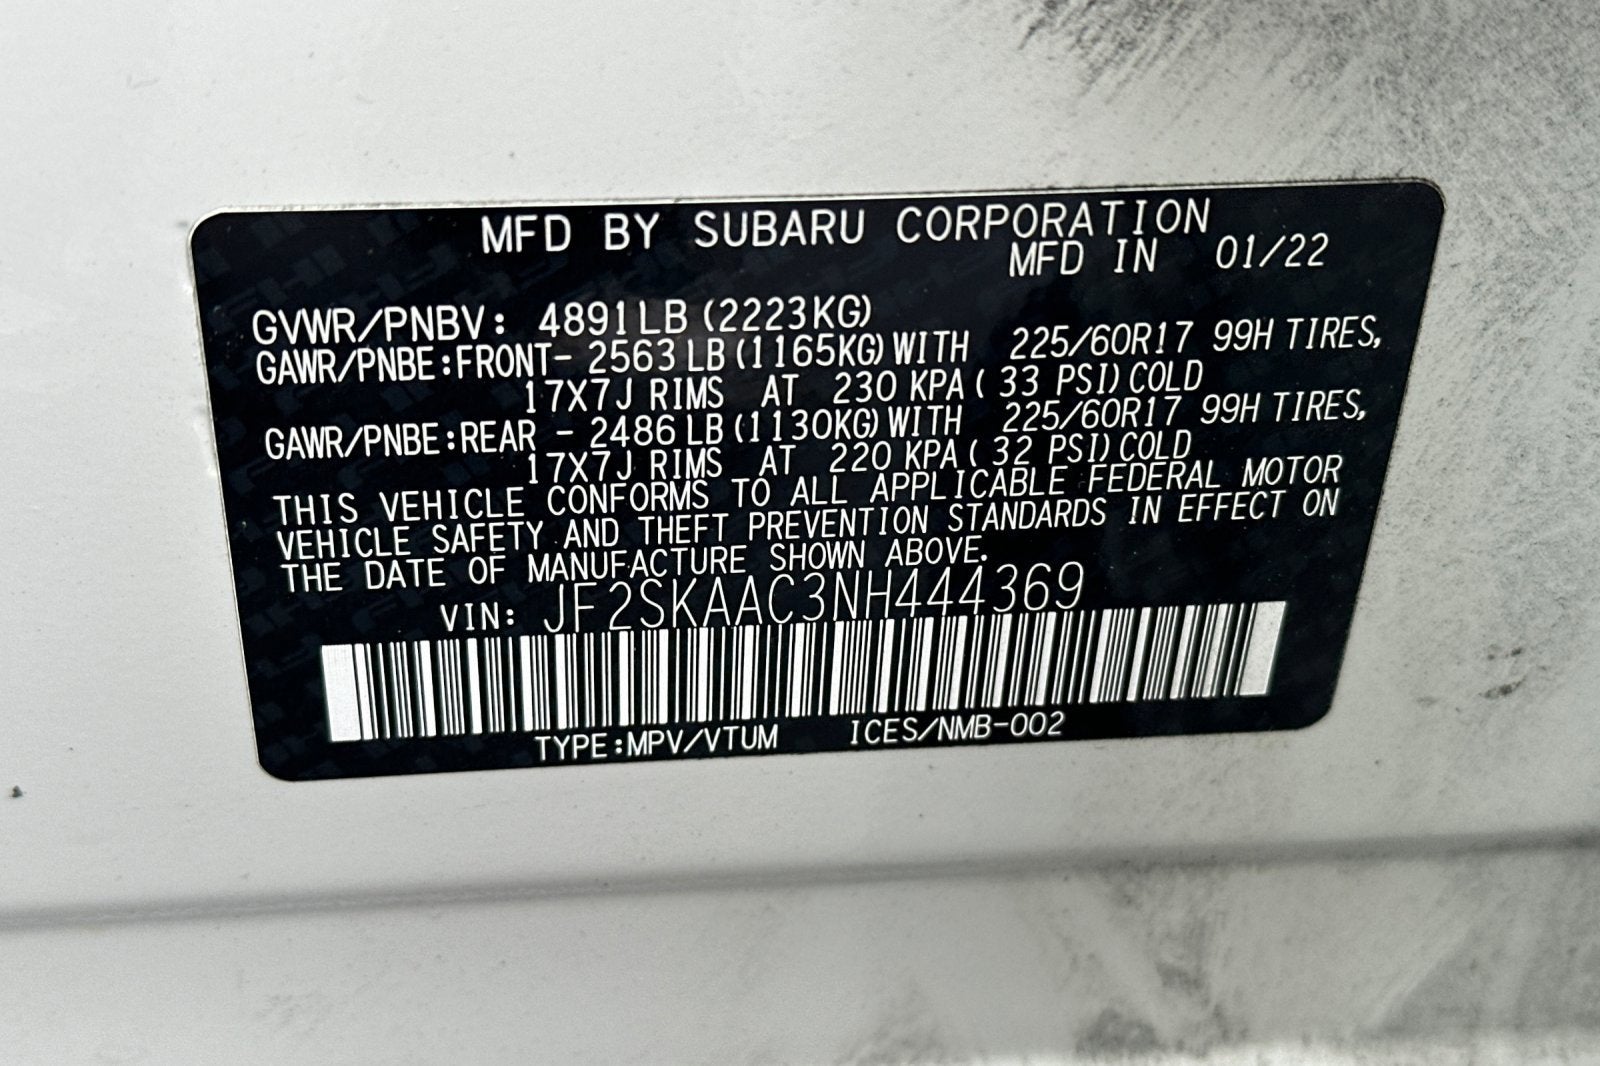 MFD BY SUBARU CORPORATION
MFD IN 01/22
GVWR/PNBV: 4891LB (2223KG)
GAWR/PNBE:FRONT- 2563 LB (1165KG) WITH 225/60R17 99H TIRES,
17X7J RIMS AT 230 KPA ( 33 PSI) COLD
GAWR/PNBE:REAR - 2486 LB (1130KG) WITH 225/60R17 99H TIRES,
17X7J RIMS AT 220 KPA ( 32 PSI) COLD
THIS VEHICLE CONFORMS TO ALL APPLICABLE FEDERAL MOTOR
VEHICLE SAFETY AND THEFT PREVENTION STANDARDS IN EFFECT ON
THE DATE OF MANUFACTURE SHOWN ABOVE.
VIN: JF2SKAAC3NH444369
TYPE:MPV/VTUM ICES/NMB-002